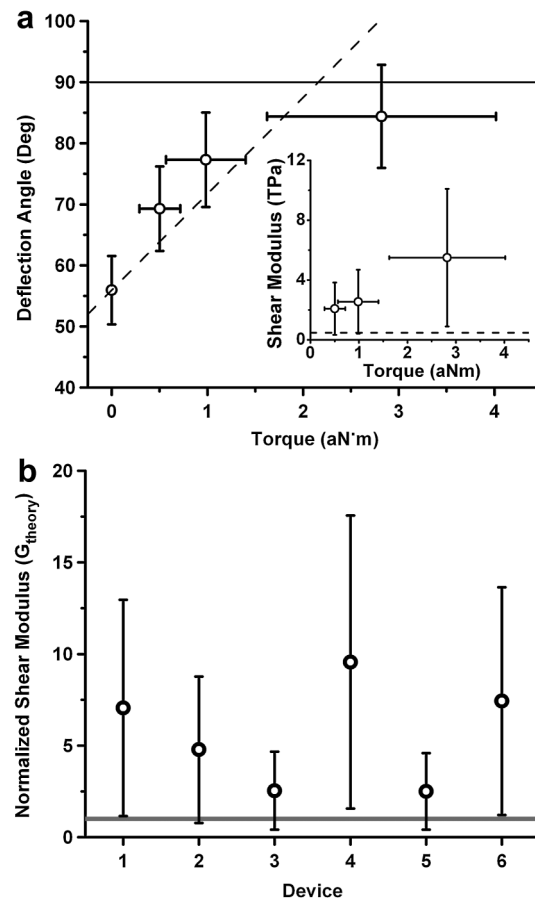 a
100
90
80
70
60
50
40
Deflection Angle (Deg)
0 1 2 3 4
Torque (aN·m)
12
8
4
0
Shear Modulus (TPa)
0 1 2 3 4
Torque (aNm)
b
20
15
10
5
0
Normalized Shear Modulus (Gtheory)
1 2 3 4 5 6
Device